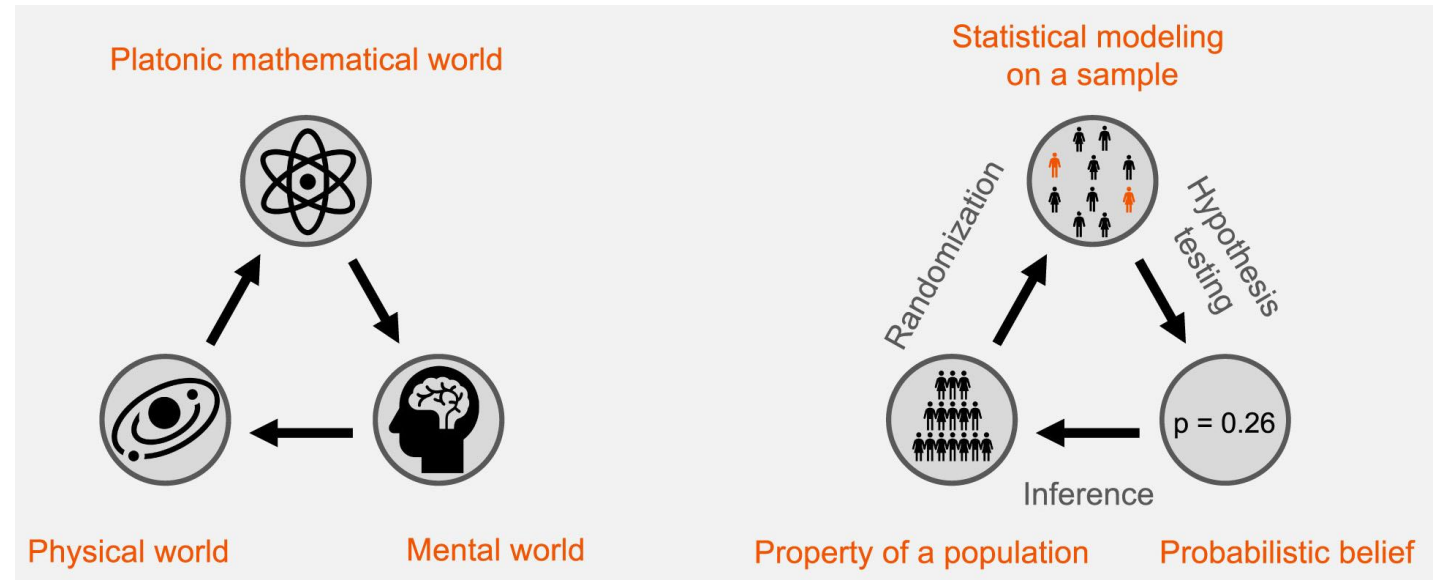 Platonic mathematical world
Physical world
Mental world
Statistical modeling
on a sample
Randomization
Hypothesis
testing
p = 0.26
Inference
Property of a population
Probabilistic belief